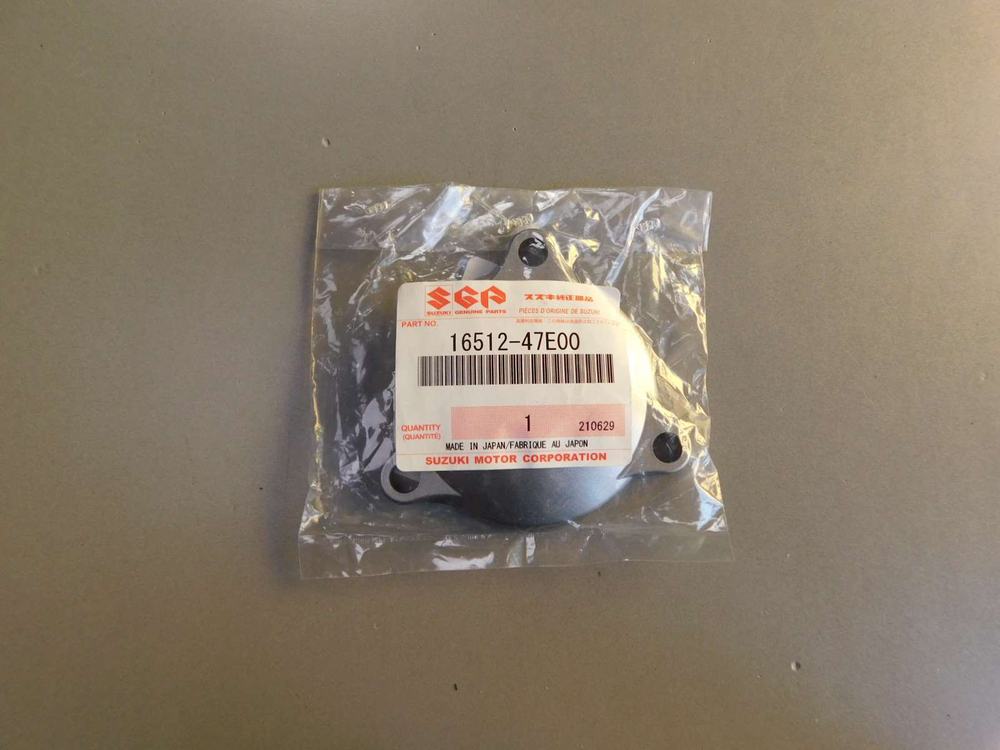 SGP
スズキ純正部品
SUZUKI GENUINE PARTS
PIÈCES D'ORIGINE DE SUZUKI
PART NO.
16512-47E00
QUANTITY
(QUANTITÉ)
1
210629
MADE IN JAPAN/FABRIQUE AU JAPON
SUZUKI MOTOR CORPORATION